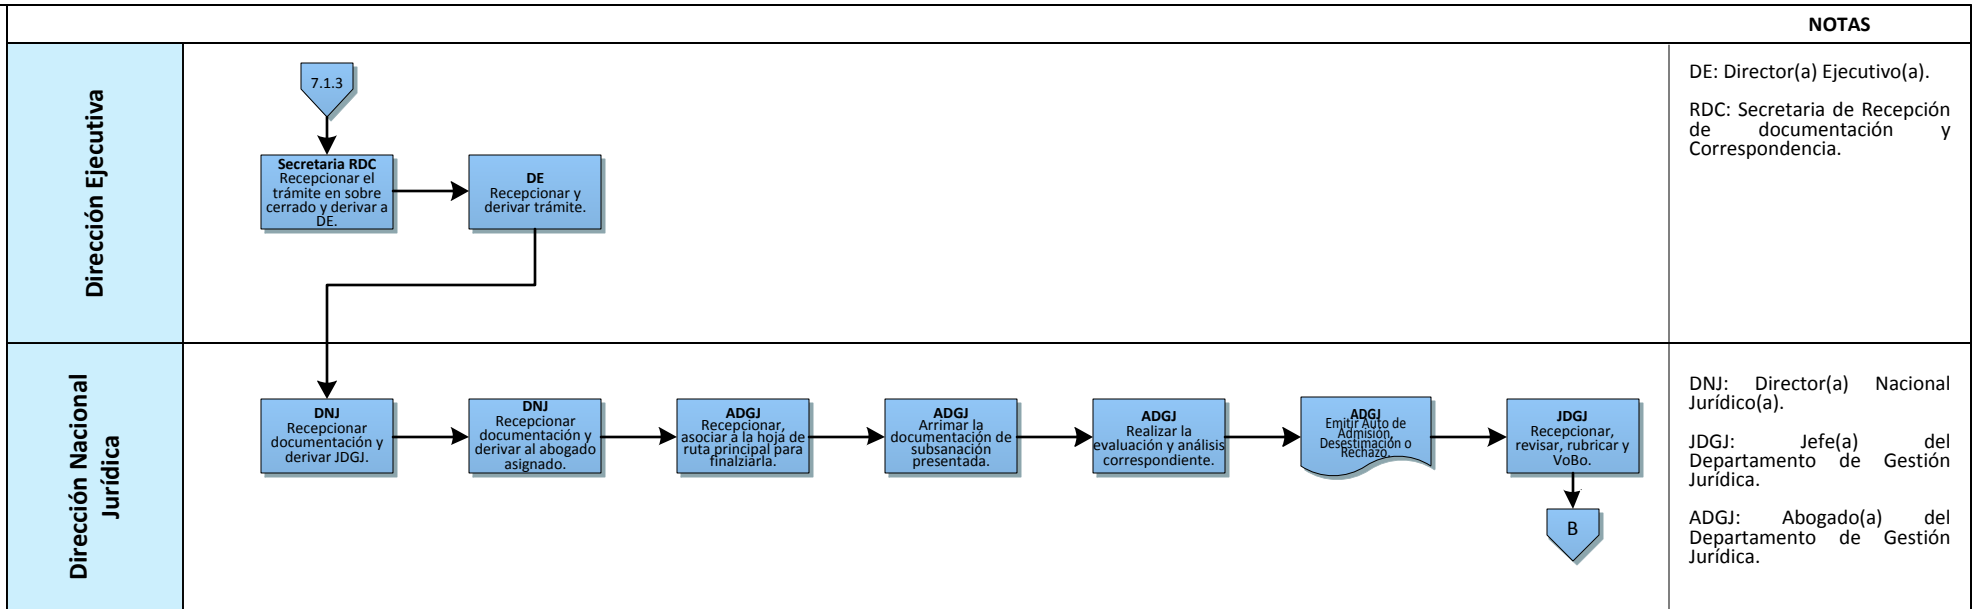 NOTAS
Dirección Ejecutiva
7.1.3
Secretaria RDC
Recepcionar el
trámite en sobre
cerrado y derivar a
DE.
DE
Recepcionar y
derivar trámite.
DE: Director(a) Ejecutivo(a).
RDC: Secretaria de Recepción
de documentación y
Correspondencia.
Dirección Nacional
Jurídica
DNJ
Recepcionar
documentación y
derivar JDGJ.
DNJ
Recepcionar
documentación y
derivar al abogado
asignado.
ADGJ
Recepcionar,
asociar a la hoja de
ruta principal para
finalziarla.
ADGJ
Arrimar la
documentación de
subsanación
presentada.
ADGJ
Realizar la
evaluación y análisis
correspondiente.
ADGJ
Emitir Auto de
Admisión,
Desestimación o
Rechazo.
JDGJ
Recepcionar,
revisar, rubricar y
VoBo.
B
DNJ: Director(a) Nacional
Jurídico(a).
JDGJ: Jefe(a) del
Departamento de Gestión
Jurídica.
ADGJ: Abogado(a) del
Departamento de Gestión
Jurídica.